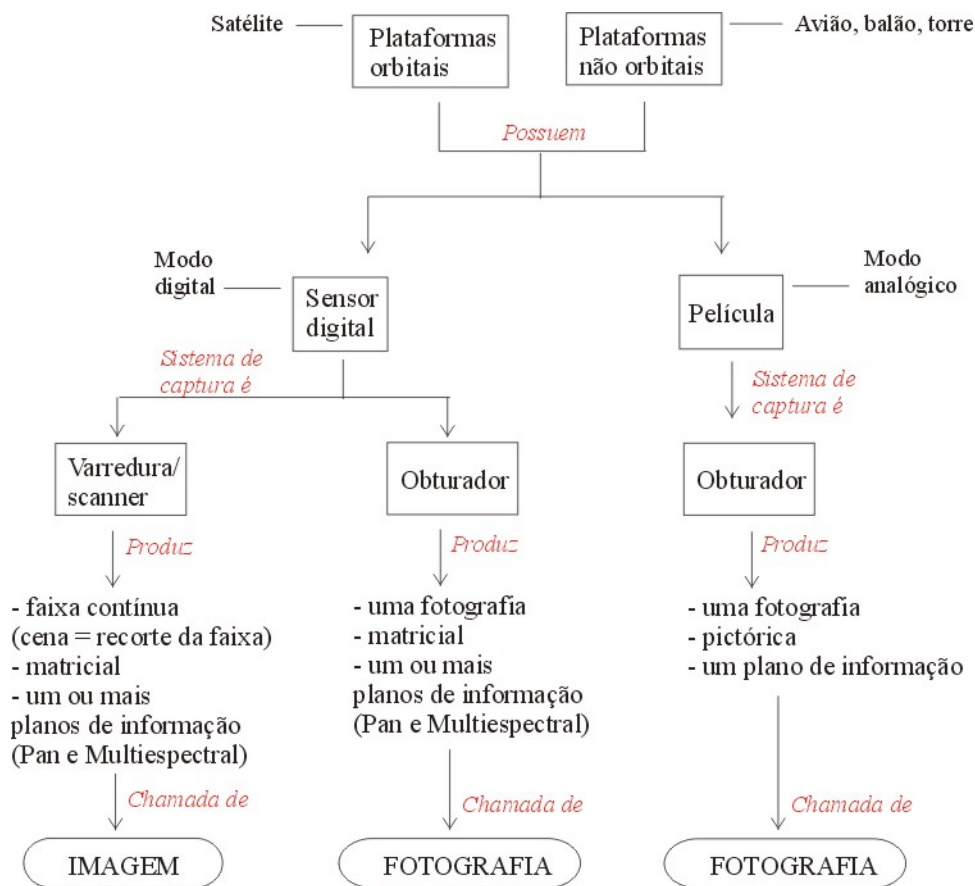 Satélite
Plataformas
orbitais
Plataformas
não orbitais
Avião, balão, torre
Possuem
Modo
digital
Sensor
digital
Película
Modo
analógico
Sistema de
captura é
Sistema de
captura é
Varredura/
scanner
Obturador
Obturador
Produz
Produz
Produz
- faixa contínua
(cena = recorte da faixa)
- matricial
- um ou mais
planos de informação
(Pan e Multiespectral)
- uma fotografia
- matricial
- um ou mais
planos de informação
(Pan e Multiespectral)
- uma fotografia
- pictórica
- um plano de informação
Chamada de
Chamada de
Chamada de
IMAGEM
FOTOGRAFIA
FOTOGRAFIA